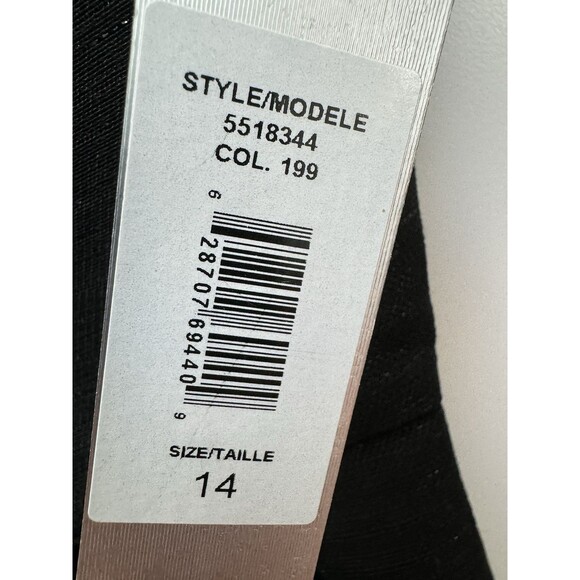 STYLE/MODELE
5518344
COL. 199
6 28707 69440 9
SIZE/TAILLE
14